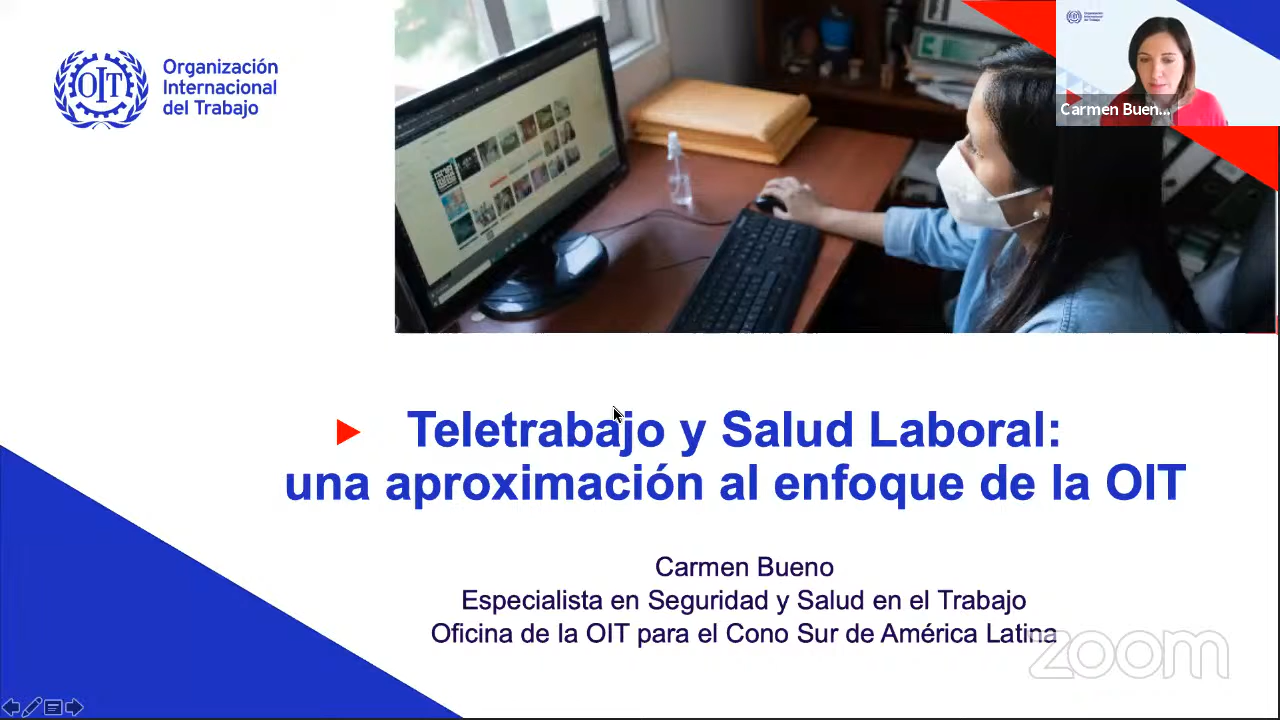 OIT
Organización
Internacional
del Trabajo
Carmen Buen...
Teletrabajo y Salud Laboral:
una aproximación al enfoque de la OIT
Carmen Bueno
Especialista en Seguridad y Salud en el Trabajo
Oficina de la OIT para el Cono Sur de América Latina
zoom